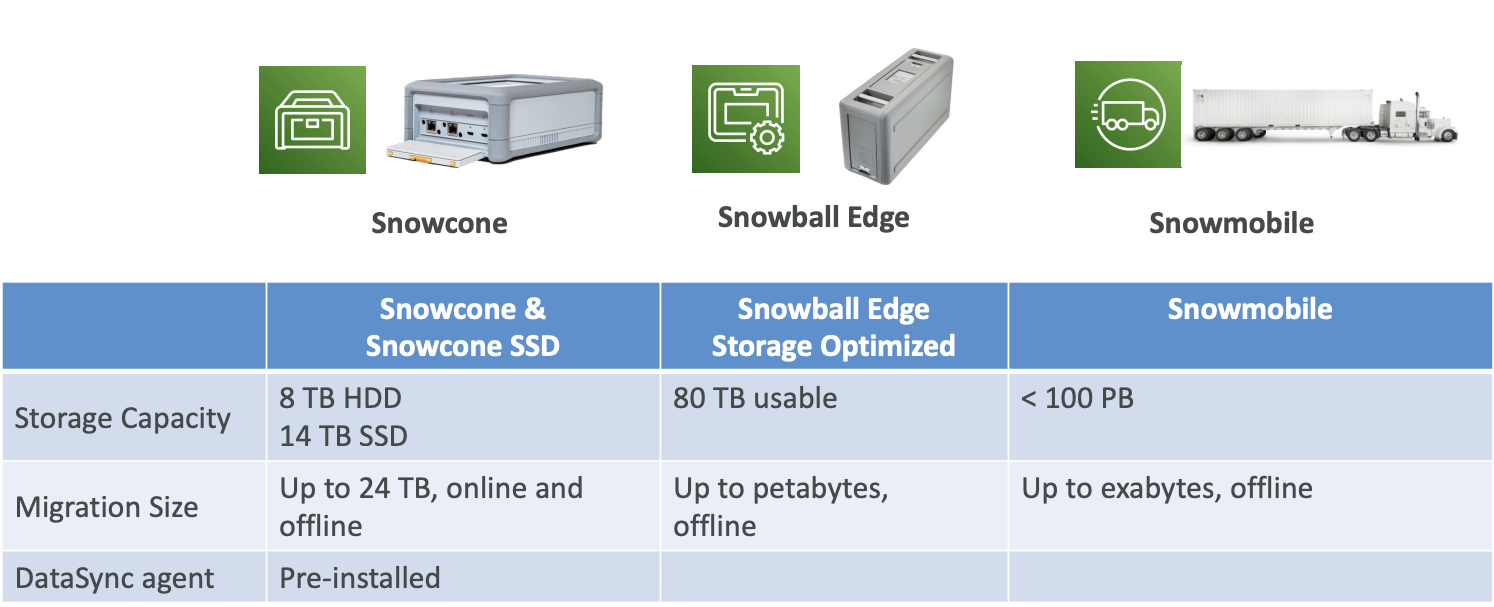 Snowcone
Snowball Edge
Snowmobile
Snowcone &
Snowcone SSD
Snowball Edge
Storage Optimized
Snowmobile
Storage Capacity
8 TB HDD
14 TB SSD
80 TB usable
< 100 PB
Migration Size
Up to 24 TB, online and
offline
Up to petabytes,
offline
Up to exabytes, offline
DataSync agent
Pre-installed